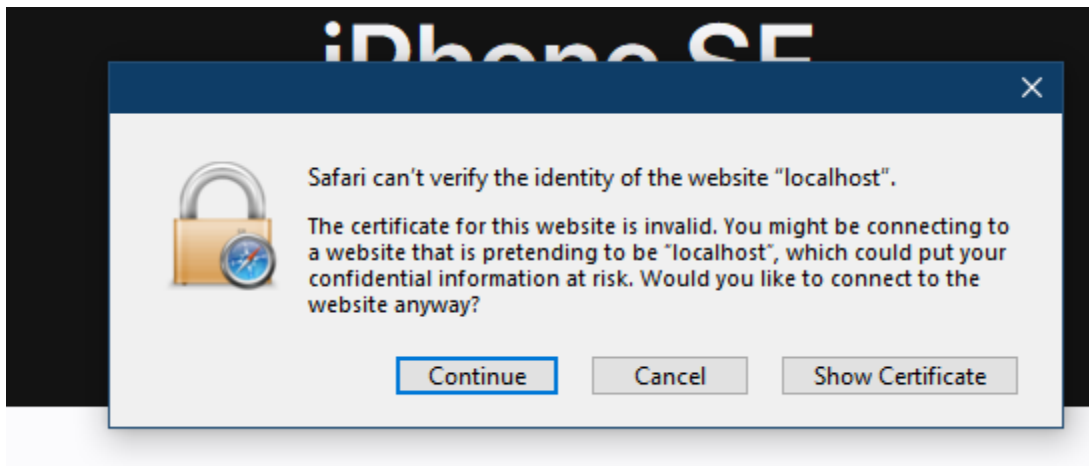 iPhone SE
Safari can't verify the identity of the website “localhost”.
The certificate for this website is invalid. You might be connecting to
a website that is pretending to be “localhost”, which could put your
confidential information at risk. Would you like to connect to the
website anyway?
Continue
Cancel
Show Certificate